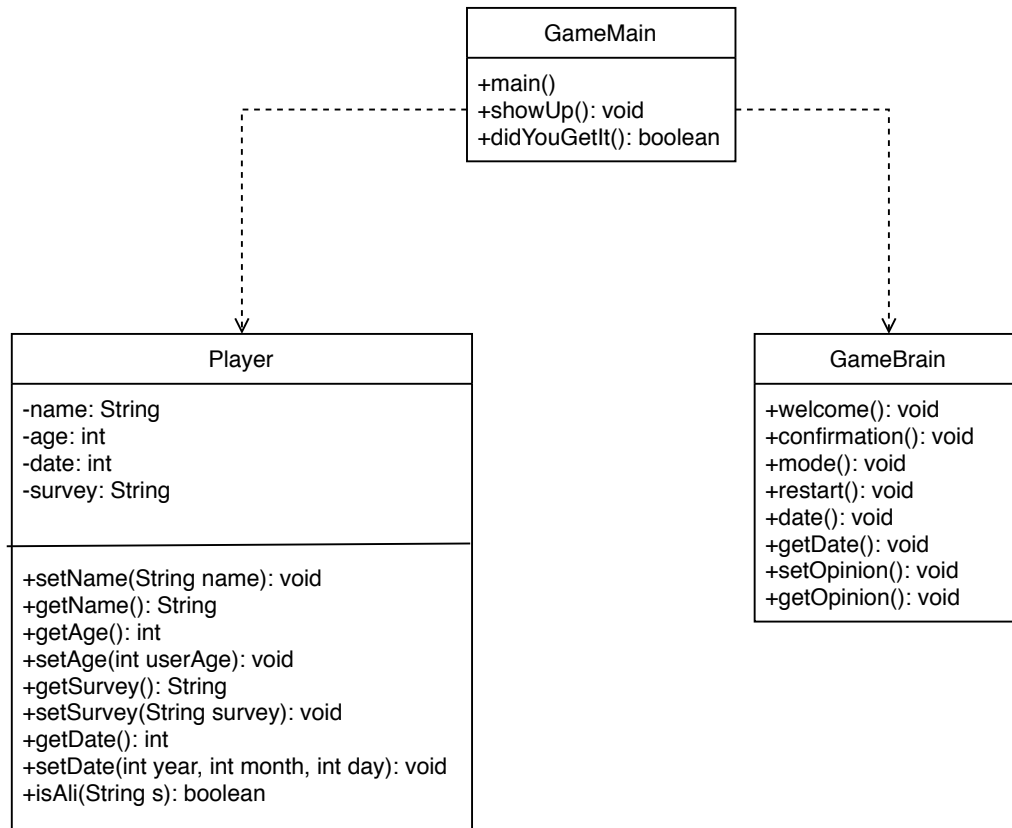 GameMain
+main()
+showUp(): void
+didYouGetIt(): boolean
Player
-name: String
-age: int
-date: int
-survey: String
+setName(String name): void
+getName(): String
+getAge(): int
+setAge(int userAge): void
+getSurvey(): String
+setSurvey(String survey): void
+getDate(): int
+setDate(int year, int month, int day): void
+isAli(String s): boolean
GameBrain
+welcome(): void
+confirmation(): void
+mode(): void
+restart(): void
+date(): void
+getDate(): void
+setOpinion(): void
+getOpinion(): void